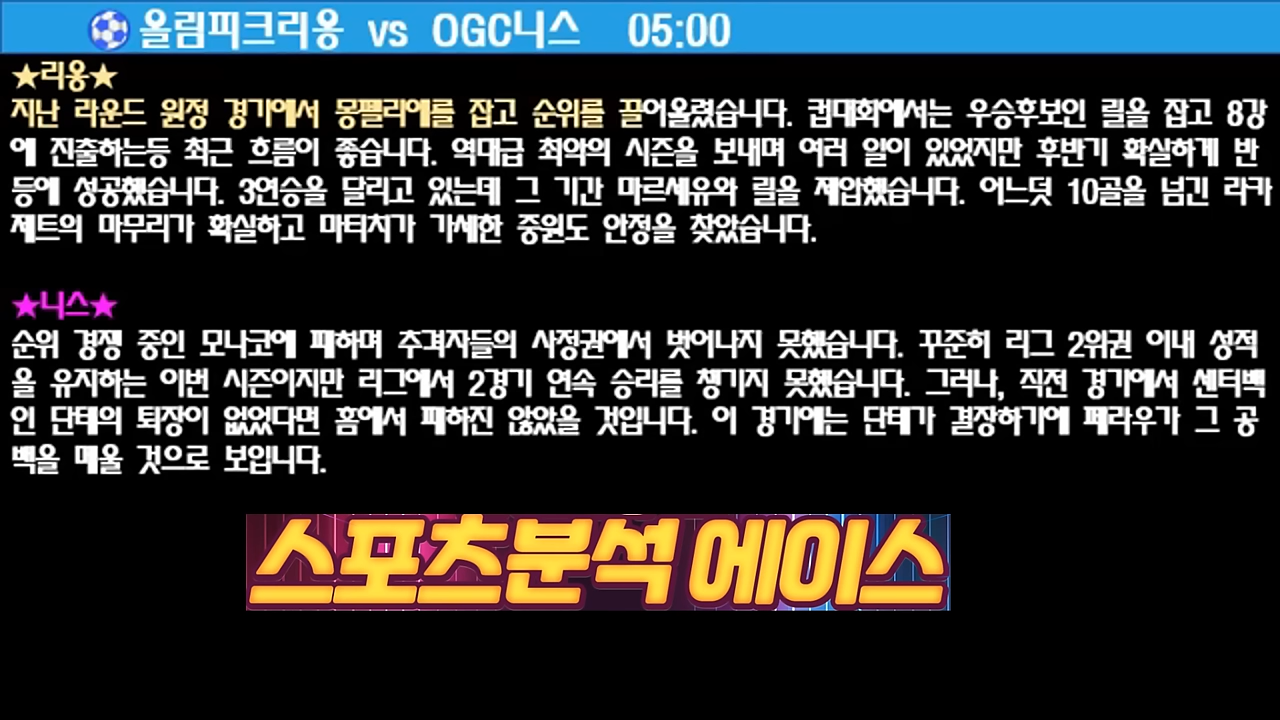 올림피크리옹 vs OGC니스 05:00
★리옹★
지난 라운드 원정 경기에서 몽펠리에를 잡고 순위를 끌어올렸습니다. 컵대회에서는 우승후보인 릴을 잡고 8강
에 진출하는등 최근 흐름이 좋습니다. 역대급 최악의 시즌을 보내며 여러 일이 있었지만 후반기 확실하게 반
등에 성공했습니다. 3연승을 달리고 있는데 그 기간 마르세유와 릴을 제압했습니다. 어느덧 10골을 넘긴 라카
제트의 마무리가 확실하고 마티치가 가세한 중원도 안정을 찾았습니다.
★니스★
순위 경쟁 중인 모나코에 패하며 추격자들의 사정권에서 벗어나지 못했습니다. 꾸준히 리그 2위권 이내 성적
을 유지하는 이번 시즌이지만 리그에서 2경기 연속 승리를 챙기지 못했습니다. 그러나, 직전 경기에서 센터백
인 단테의 퇴장이 없었다면 홈에서 패하진 않았을 것입니다. 이 경기에는 단테가 결장하기에 페라우가 그 공
백을 메울 것으로 보입니다.
스포츠분석 에이스